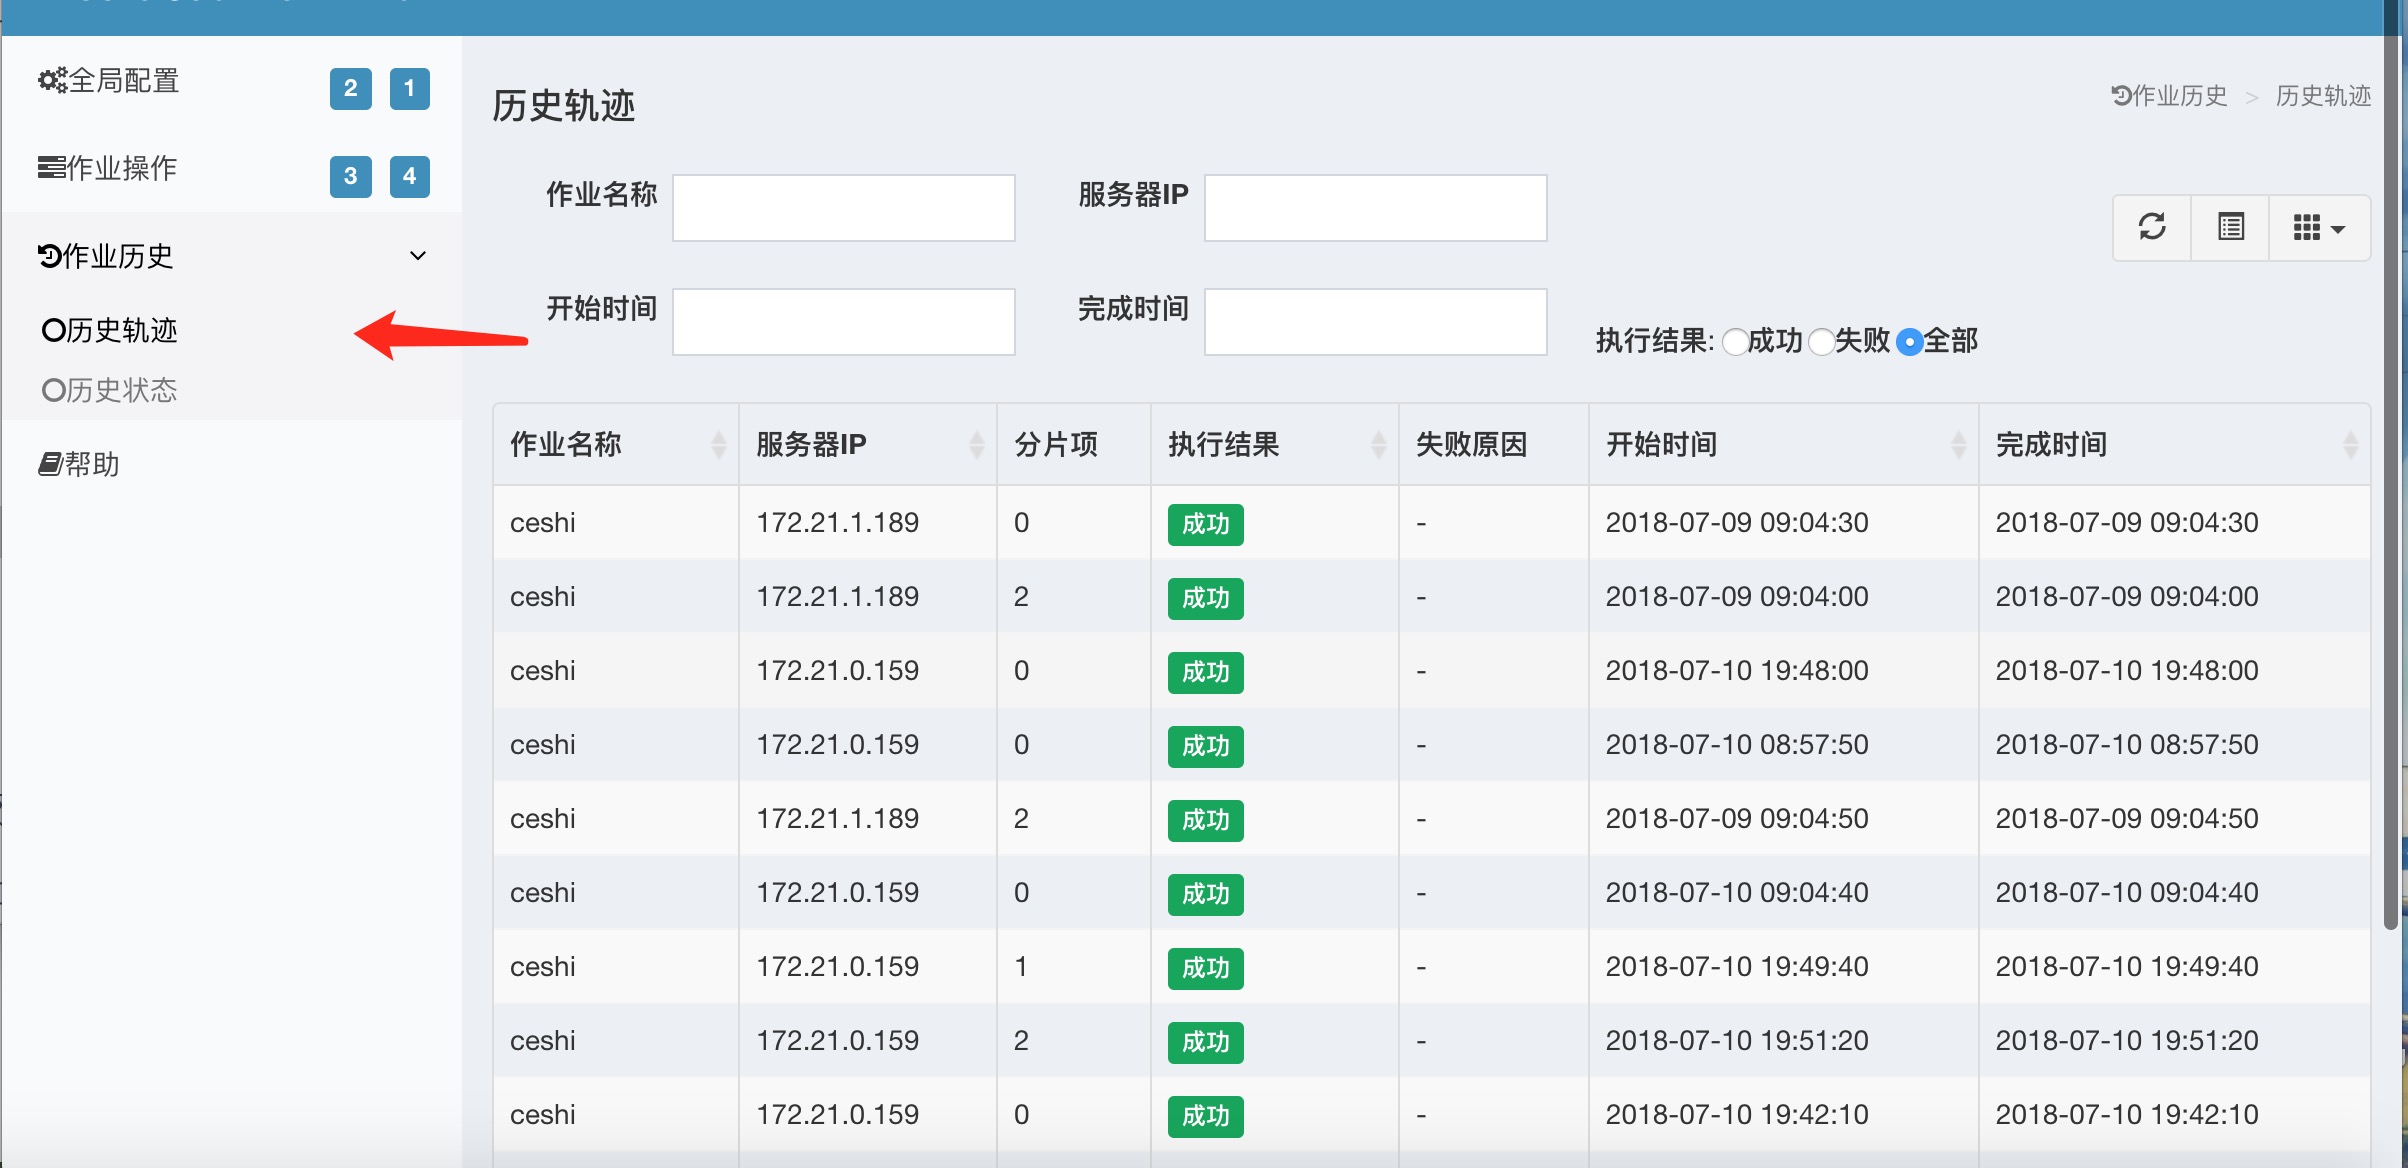 全局配置 2 1
作业操作 3 4
作业历史
历史轨迹
历史状态
帮助
历史轨迹
作业历史 > 历史轨迹
作业名称 服务器IP
开始时间 完成时间 执行结果: 成功 失败 全部
作业名称 服务器IP 分片项 执行结果 失败原因 开始时间 完成时间
ceshi 172.21.1.189 0 成功 - 2018-07-09 09:04:30 2018-07-09 09:04:30
ceshi 172.21.1.189 2 成功 - 2018-07-09 09:04:00 2018-07-09 09:04:00
ceshi 172.21.0.159 0 成功 - 2018-07-10 19:48:00 2018-07-10 19:48:00
ceshi 172.21.0.159 0 成功 - 2018-07-10 08:57:50 2018-07-10 08:57:50
ceshi 172.21.1.189 2 成功 - 2018-07-09 09:04:50 2018-07-09 09:04:50
ceshi 172.21.0.159 0 成功 - 2018-07-10 09:04:40 2018-07-10 09:04:40
ceshi 172.21.0.159 1 成功 - 2018-07-10 19:49:40 2018-07-10 19:49:40
ceshi 172.21.0.159 2 成功 - 2018-07-10 19:51:20 2018-07-10 19:51:20
ceshi 172.21.0.159 0 成功 - 2018-07-10 19:42:10 2018-07-10 19:42:10